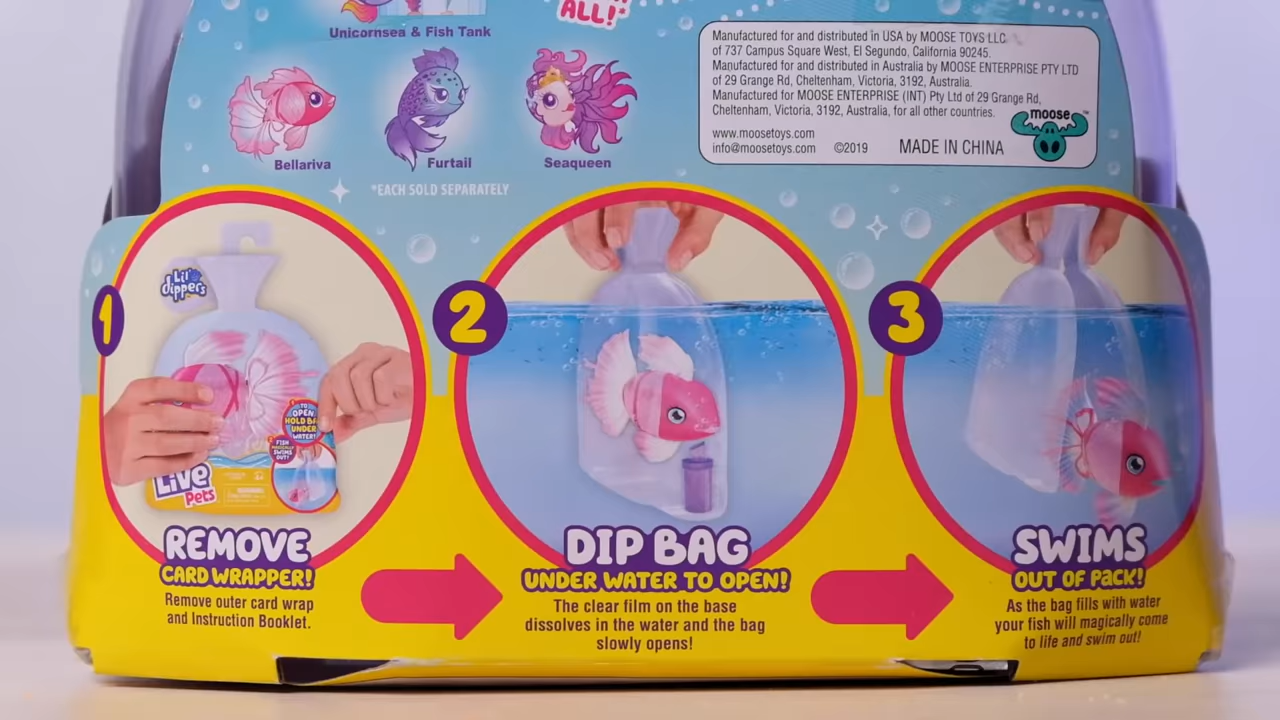 Unicornsea & Fish Tank
ALL!*
Bellariva
Furtail
Seaqueen
*EACH SOLD SEPARATELY
Manufactured for and distributed in USA by MOOSE TOYS LLC
of 737 Campus Square West, El Segundo, California 90245.
Manufactured for and distributed in Australia by MOOSE ENTERPRISE PTY LTD
of 29 Grange Rd, Cheltenham, Victoria, 3192, Australia.
Manufactured for MOOSE ENTERPRISE (INT) Pty Ltd of 29 Grange Rd,
Cheltenham, Victoria, 3192, Australia, for all other countries.
www.moosetoys.com
info@moosetoys.com ©2019 MADE IN CHINA
moose™
1
Lil' dippers
TO
OPEN
HOLD BAG
UNDER
WATER!
FISH
MAGICALLY
SWIMS
OUT!
Live
Pets
REMOVE
CARD WRAPPER!
Remove outer card wrap
and Instruction Booklet.
2
DIP BAG
UNDER WATER TO OPEN!
The clear film on the base
dissolves in the water and the bag
slowly opens!
3
SWIMS
OUT OF PACK!
As the bag fills with water
your fish will magically come
to life and swim out!